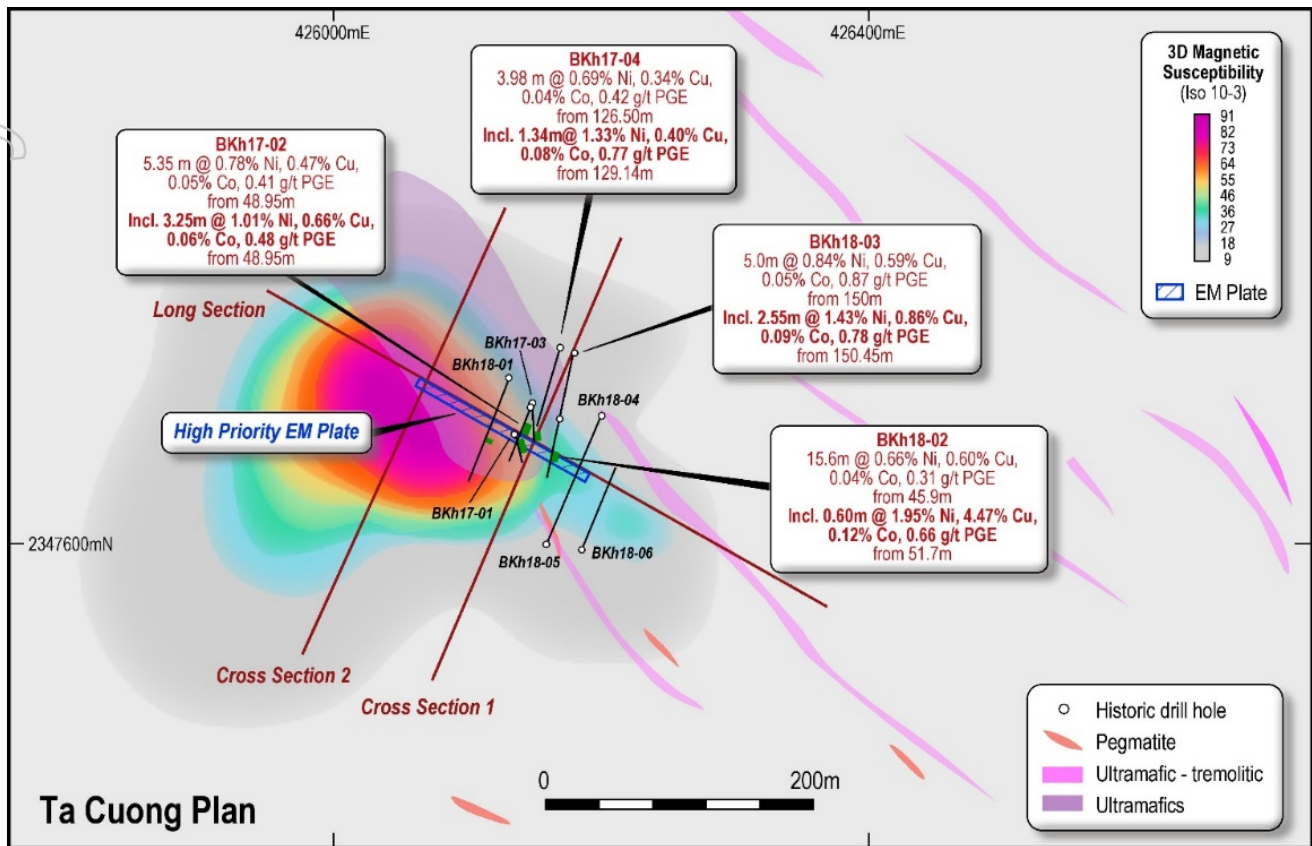 426000mE
426400mE
BKh17-04
3.98 m @ 0.69% Ni, 0.34% Cu,
0.04% Co, 0.42 g/t PGE
from 126.50m
Incl. 1.34m@ 1.33% Ni, 0.40% Cu,
0.08% Co, 0.77 g/t PGE
from 129.14m
3D Magnetic
Susceptibility
(Iso 10-3)
91
82
73
64
55
46
36
27
18
9
EM Plate
BKh17-02
5.35 m @ 0.78% Ni, 0.47% Cu,
0.05% Co, 0.41 g/t PGE
from 48.95m
Incl. 3.25m @ 1.01% Ni, 0.66% Cu,
0.06% Co, 0.48 g/t PGE
from 48.95m
BKh18-03
5.0m @ 0.84% Ni, 0.59% Cu,
0.05% Co, 0.87 g/t PGE
from 150m
Incl. 2.55m @ 1.43% Ni, 0.86% Cu,
0.09% Co, 0.78 g/t PGE
from 150.45m
Long Section
BKh17-03
BKh18-01
BKh18-04
High Priority EM Plate
BKh18-02
15.6m @ 0.66% Ni, 0.60% Cu,
0.04% Co, 0.31 g/t PGE
from 45.9m
Incl. 0.60m @ 1.95% Ni, 4.47% Cu,
0.12% Co, 0.66 g/t PGE
from 51.7m
BKh17-01
2347600mN
BKh18-05
BKh18-06
Cross Section 2
Cross Section 1
Historic drill hole
Pegmatite
Ultramafic - tremolitic
Ultramafics
0
200m
Ta Cuong Plan